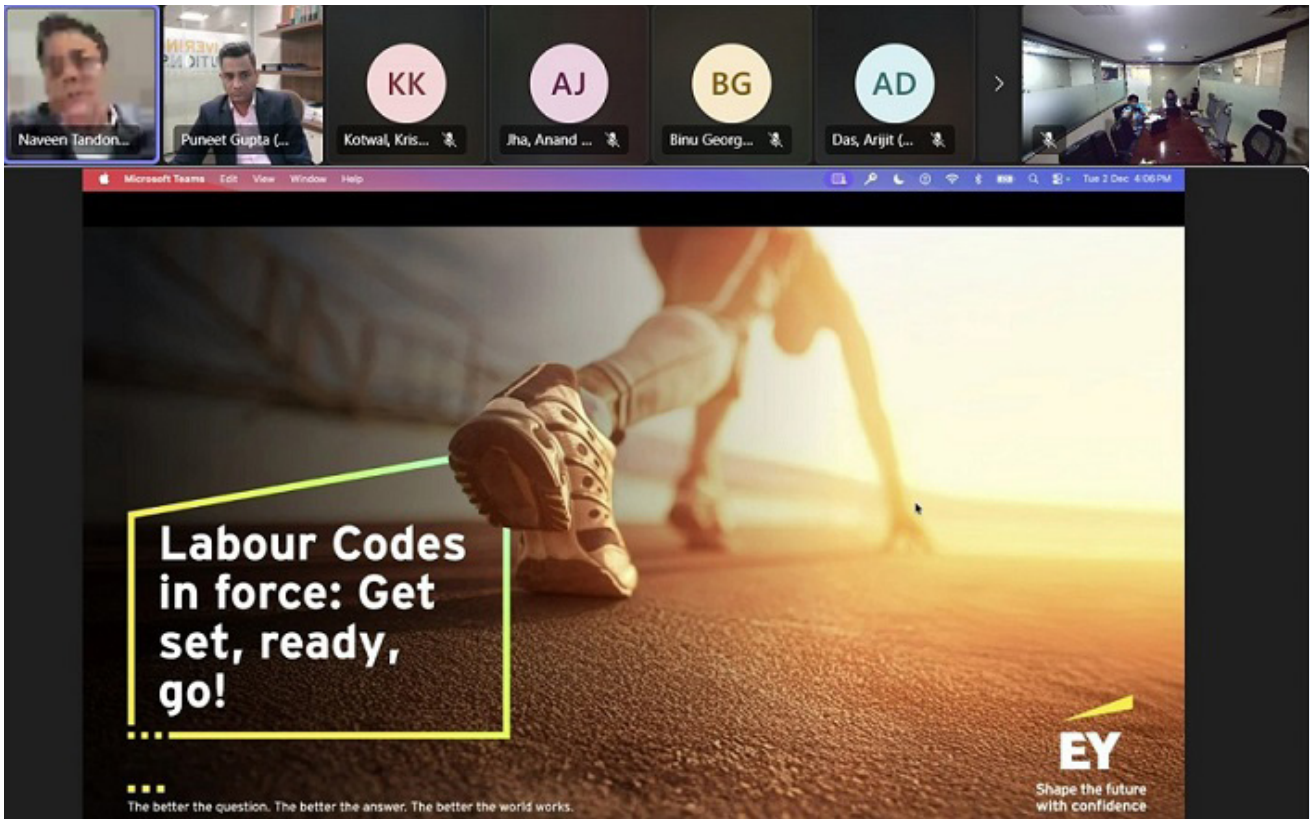 Naveen Tandon...
Puneet Gupta (...
KK
Kotwal, Kris...
AJ
Jha, Anand ...
BG
Binu Georg...
AD
Das, Arijit (...
Microsoft Teams Edit View Window Help
Tue 2 Dec 4:06 PM
Labour Codes
in force: Get
set, ready,
go!
EY
Shape the future
with confidence
The better the question. The better the answer. The better the world works.